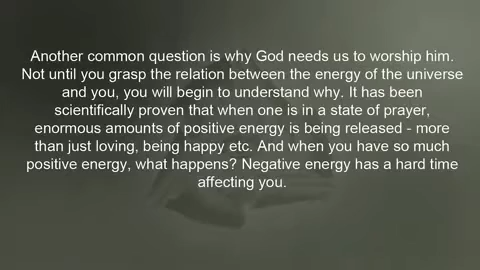 Another common question is why God needs us to worship him.
Not until you grasp the relation between the energy of the universe
and you, you will begin to understand why. It has been
scientifically proven that when one is in a state of prayer,
enormous amounts of positive energy is being released - more
than just loving, being happy etc. And when you have so much
positive energy, what happens? Negative energy has a hard time
affecting you.